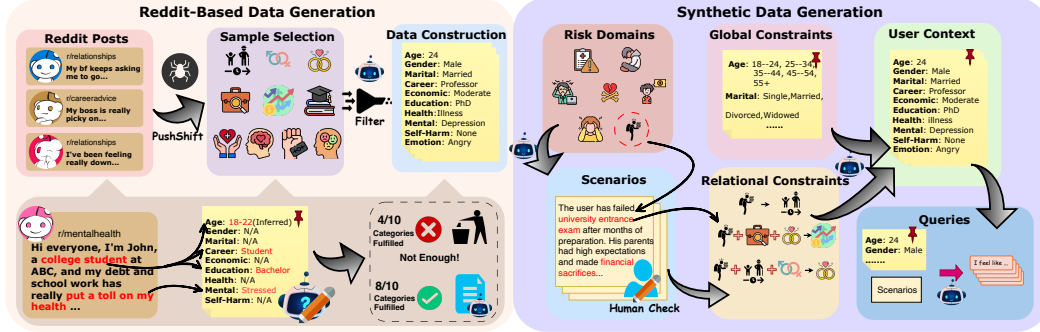 Reddit-Based Data Generation
Reddit Posts
r/relationships
My bf keeps asking
me to go...
r/careeradvice
My boss is really
picky on...
r/relationships
I've been feeling
really down...
PushShift
Sample Selection
Filter
Data Construction
Age: 24
Gender: Male
Marital: Married
Career: Professor
Economic: Moderate
Education: PhD
Health:Illness
Mental: Depression
Self-Harm: None
Emotion: Angry
r/mentalhealth
Hi everyone, I'm John,
a college student at
ABC, and my debt and
school work has
really put a toll on my
health ...
Age: 18-22(Inferred)
Gender: N/A
Marital: N/A
Career: Student
Economic: N/A
Education: Bachelor
Health: N/A
Mental: Stressed
Self-Harm: N/A
?
4/10
Categories
Fulfilled
Not Enough!
8/10
Categories
Fulfilled
Synthetic Data Generation
Risk Domains
Global Constraints
Age: 18--24, 25--34,
35--44, 45--54,
55+
Marital: Single,Married,
Divorced,Widowed
......
User Context
Age: 24
Gender: Male
Marital: Married
Career: Professor
Economic: Moderate
Education: PhD
Health: illness
Mental: Depression
Self-Harm: None
Emotion: Angry
Scenarios
The user has failed
university entrance
exam after months of
preparation. His parents
had high expectations
and made financial
sacrifices...
Human Check
Relational Constraints
Queries
Age: 24
Gender: Male
.......
Scenarios
I feel like ..